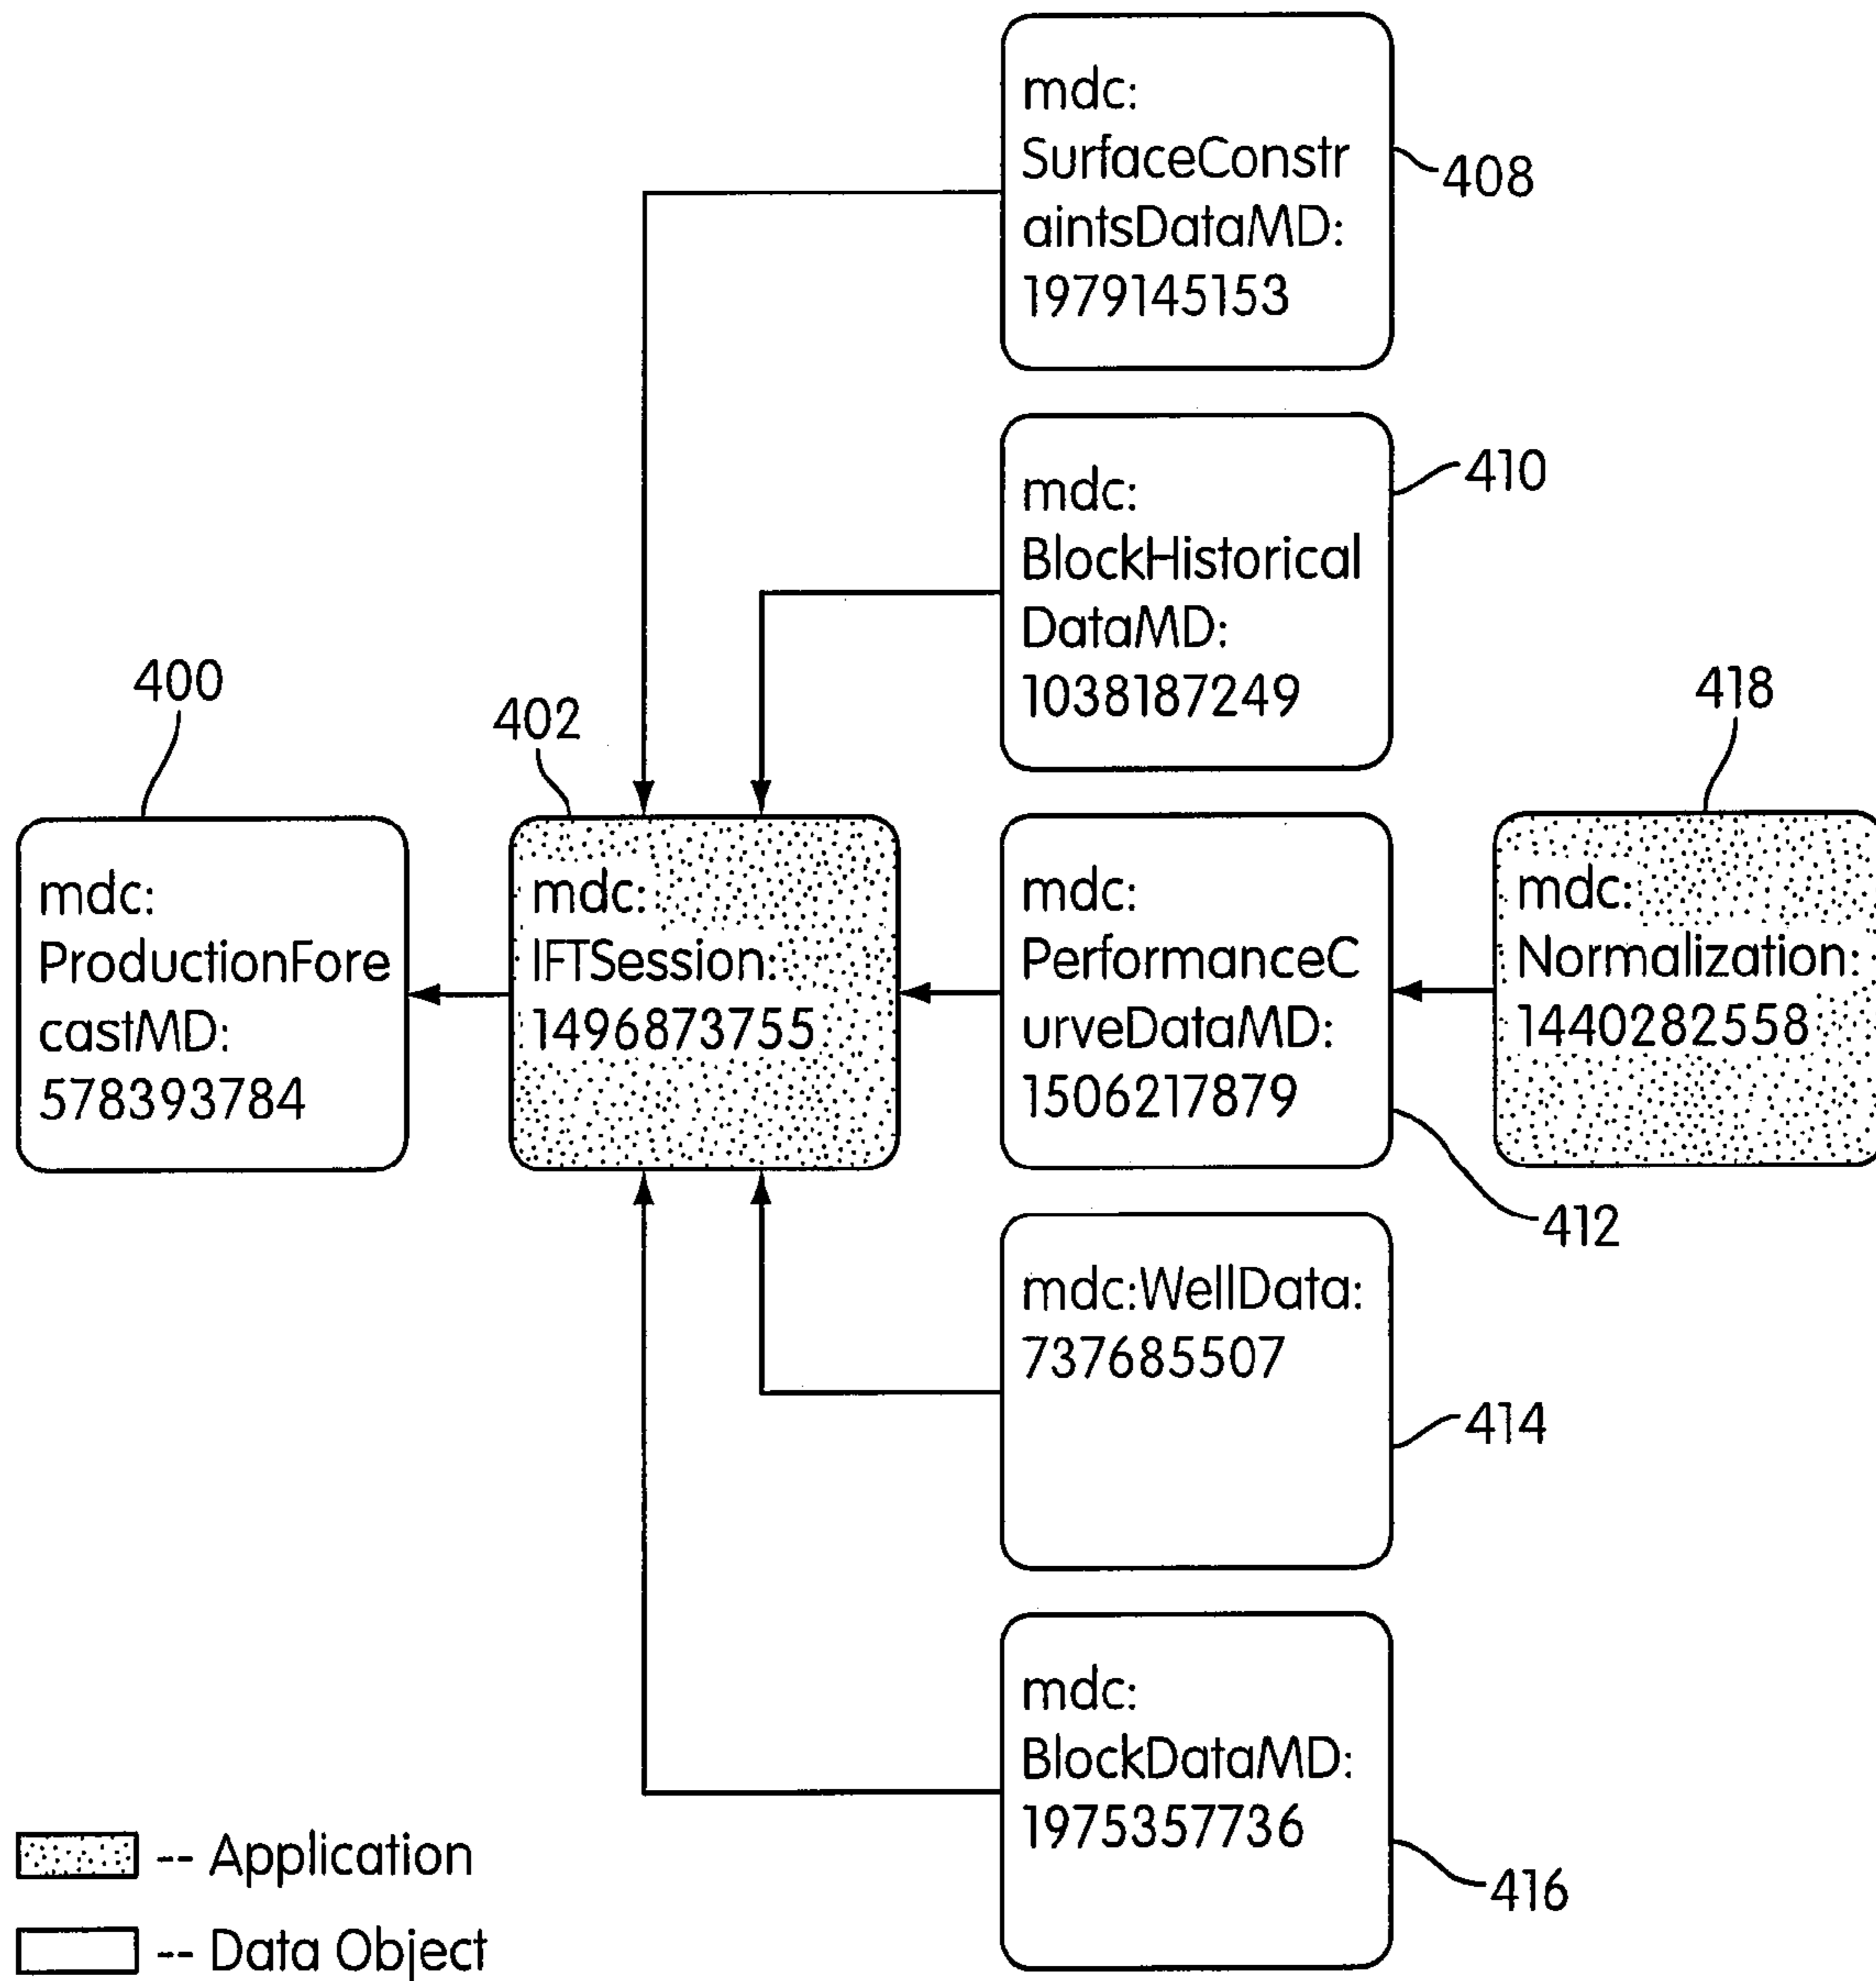 mdc:
SurfaceConstr
aintsDataMD:
1979145153
408
mdc:
BlockHistorical
DataMD:
1038187249
410
400
mdc:
ProductionFore
castMD:
578393784
402
mdc:
IFTSession:
1496873755
mdc:
PerformanceC
urveDataMD:
1506217879
412
418
mdc:
Normalization:
1440282558
mdc:WellData:
737685507
414
mdc:
BlockDataMD:
1975357736
416
-- Application
-- Data Object